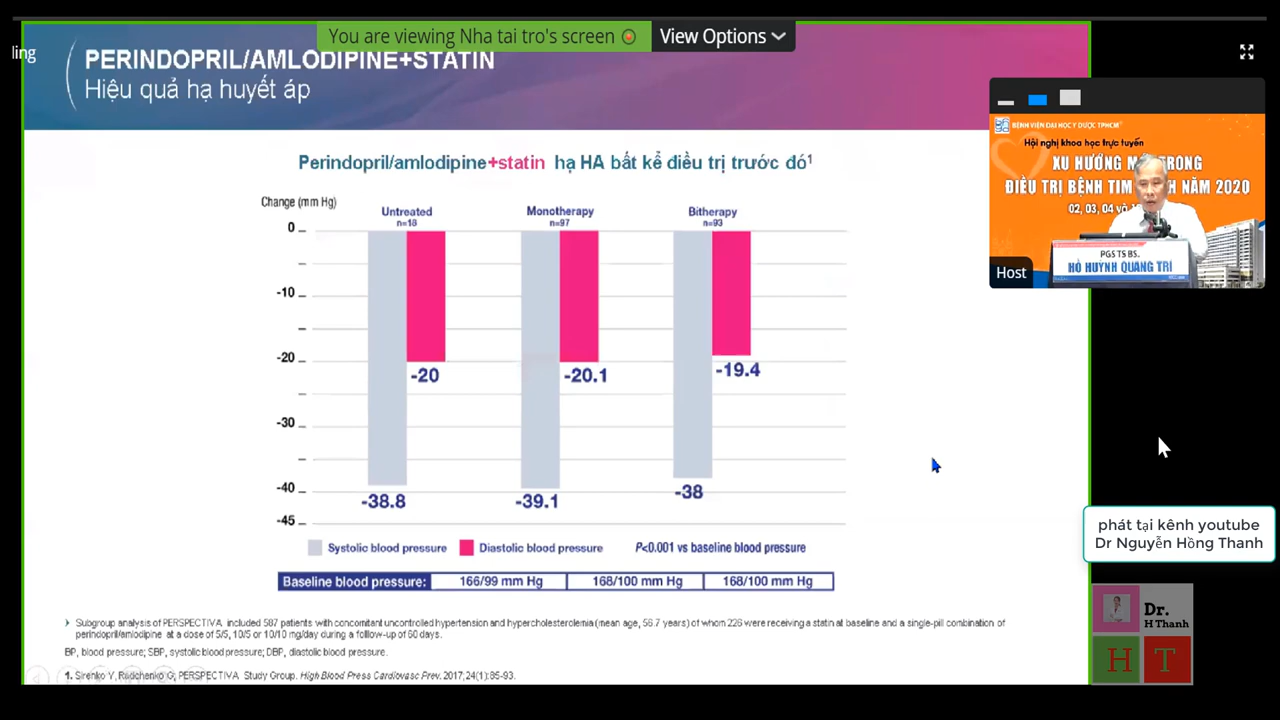 You are viewing Nha tai tro's screen
View Options
ling
PERINDOPRIL/AMLODIPINE+STATIN
Hiệu quả hạ huyết áp
Perindopril/amlodipine+statin hạ HA bất kể điều trị trước đó¹
Change (mm Hg)
Untreated
n=18
Monotherapy
n=97
Bitherapy
n=93
0
-10
-20
-30
-40
-45
-20
-20.1
-19.4
-38.8
-39.1
-38
Systolic blood pressure
Diastolic blood pressure
P<0.001 vs baseline blood pressure
Baseline blood pressure: 166/99 mm Hg 168/100 mm Hg 168/100 mm Hg
Subgroup analysis of PERSPECTIVA included 587 patients with concomitant uncontrolled hypertension and hypercholesterolemia (mean age, 56.7 years) of whom 226 were receiving a statin at baseline and a single-pill combination of
perindopril/amlodipine at a dose of 5/5, 10/5 or 10/10 mg/day during a follow-up of 60 days.
BP, blood pressure; SBP, systolic blood pressure; DBP, diastolic blood pressure.
1. Sirenko Y, Radchenko G; PERSPECTIVA Study Group. High Blood Press Cardiovasc Prev. 2017;24(1):85-93.
BỆNH VIỆN ĐẠI HỌC Y DƯỢC TPHCM
Hội nghị khoa học trực tuyến
XU HƯỚNG TRONG
ĐIỀU TRỊ BỆNH TIM NĂM 2020
02, 03, 04
PGS TS BS.
HỒ HUỲNH QUANG TRÍ
Host
phát tại kênh youtube
Dr Nguyễn Hồng Thanh
Dr.
H Thanh
H T